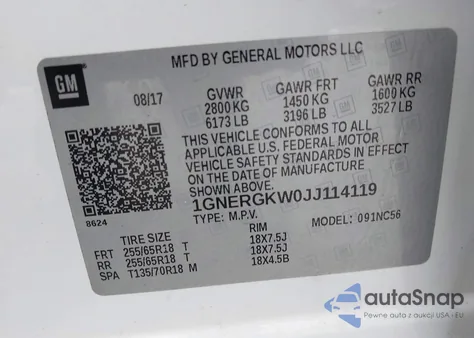 MFD BY GENERAL MOTORS LLC
GM
08/17
GVWR GAWR FRT GAWR RR
2800 KG 1450 KG 1600 KG
6173 LB 3196 LB 3527 LB
THIS VEHICLE CONFORMS TO ALL
APPLICABLE U.S. FEDERAL MOTOR
VEHICLE SAFETY STANDARDS IN EFFECT
ON THE DATE OF MANUFACTURE
SHOWN ABOVE.
1GNERGKW0JJ114119
8624
TYPE: M.P.V. MODEL: 091NC56
TIRE SIZE RIM
FRT 255/65R18 T 18X7.5J
RR 255/65R18 T 18X7.5J
SPA T135/70R18 M 18X4.5B
autoSnap
Pewne auta z aukcji USA - EU